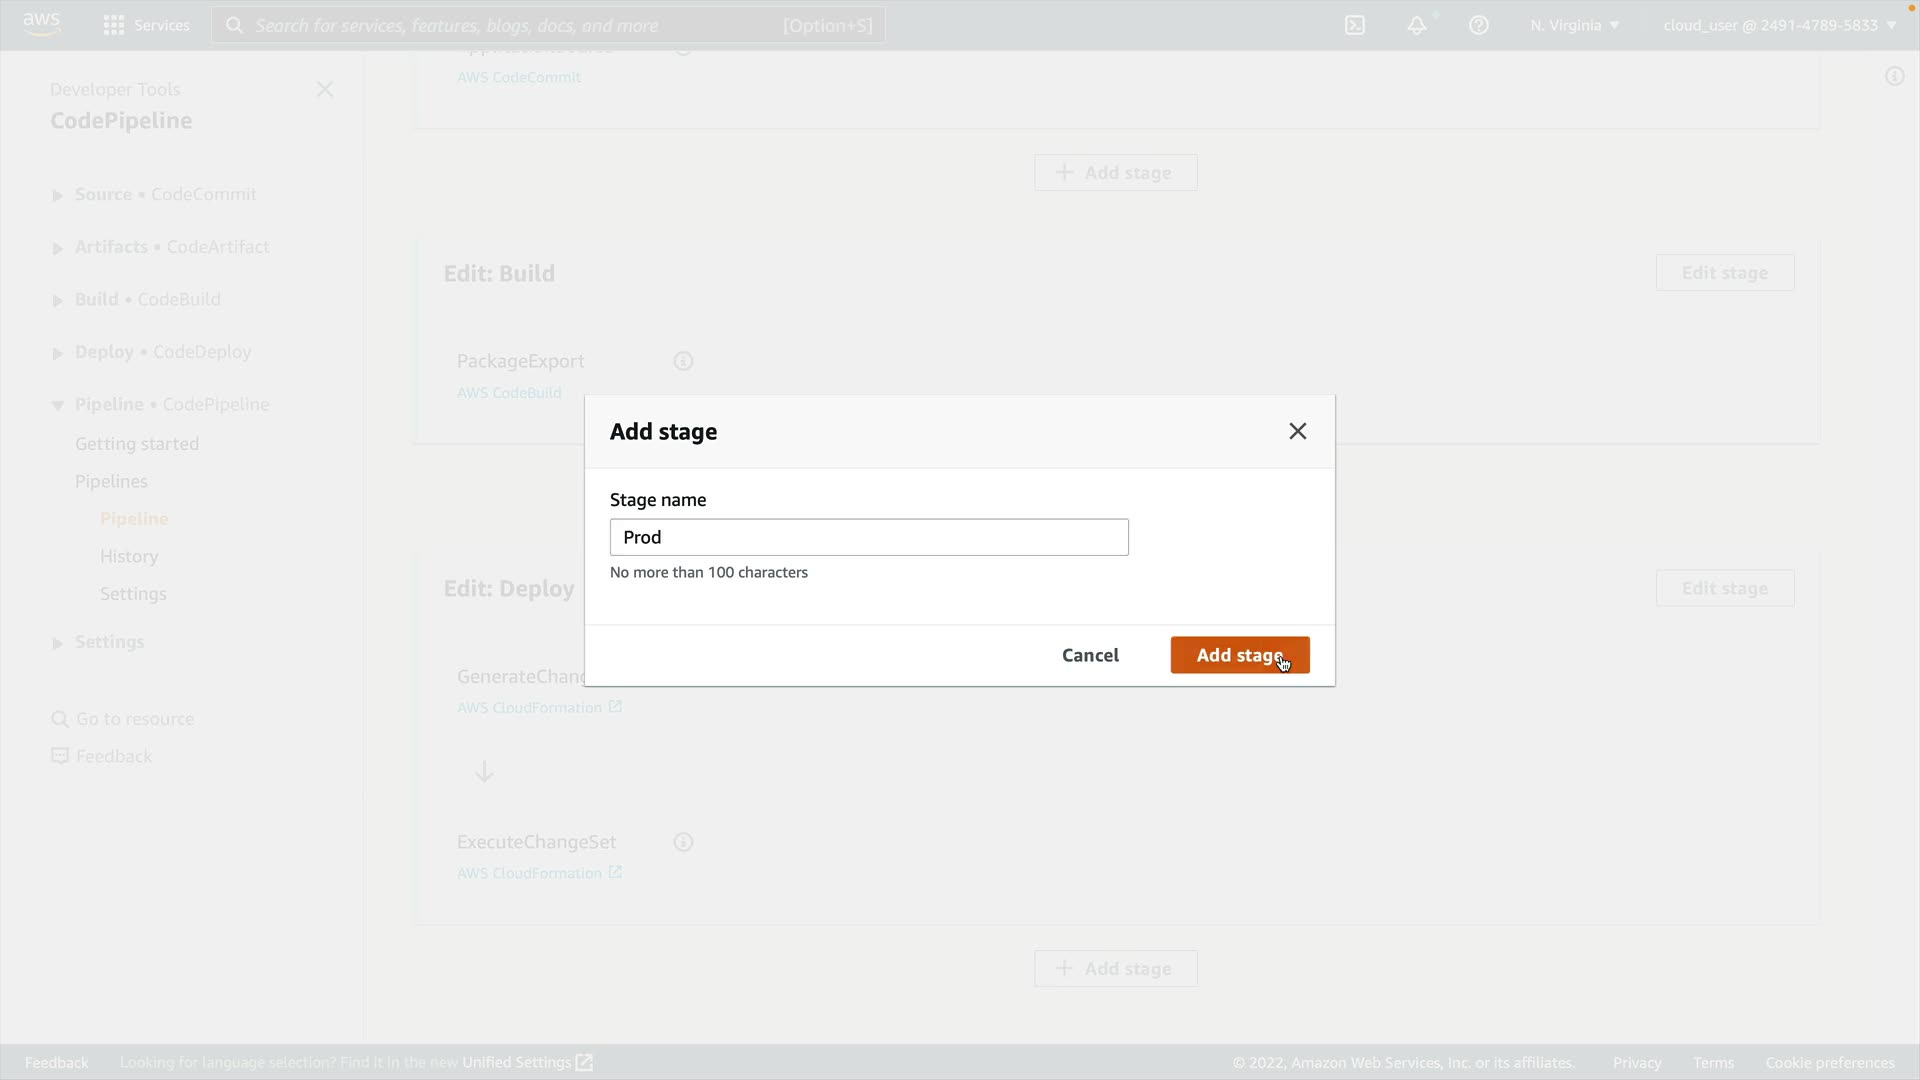 aws
Services
Search for services, features, blogs, docs, and more
[Option+S]
N. Virginia
cloud_user @ 2491-4789-5833
Developer Tools
CodePipeline
Source • CodeCommit
Artifacts • CodeArtifact
Build • CodeBuild
Deploy • CodeDeploy
Pipeline • CodePipeline
Getting started
Pipelines
Pipeline
History
Settings
Settings
Go to resource
Feedback
AWS CodeCommit
Add stage
Edit: Build
Edit stage
PackageExport
AWS CodeBuild
Add stage
Stage name
Prod
No more than 100 characters
Cancel
Add stage
Edit: Deploy
Edit stage
AWS CloudFormation
ExecuteChangeSet
AWS CloudFormation
Add stage
Feedback
Looking for language selection? Find it in the new Unified Settings
© 2022, Amazon Web Services, Inc. or its affiliates.
Privacy
Terms
Cookie preferences